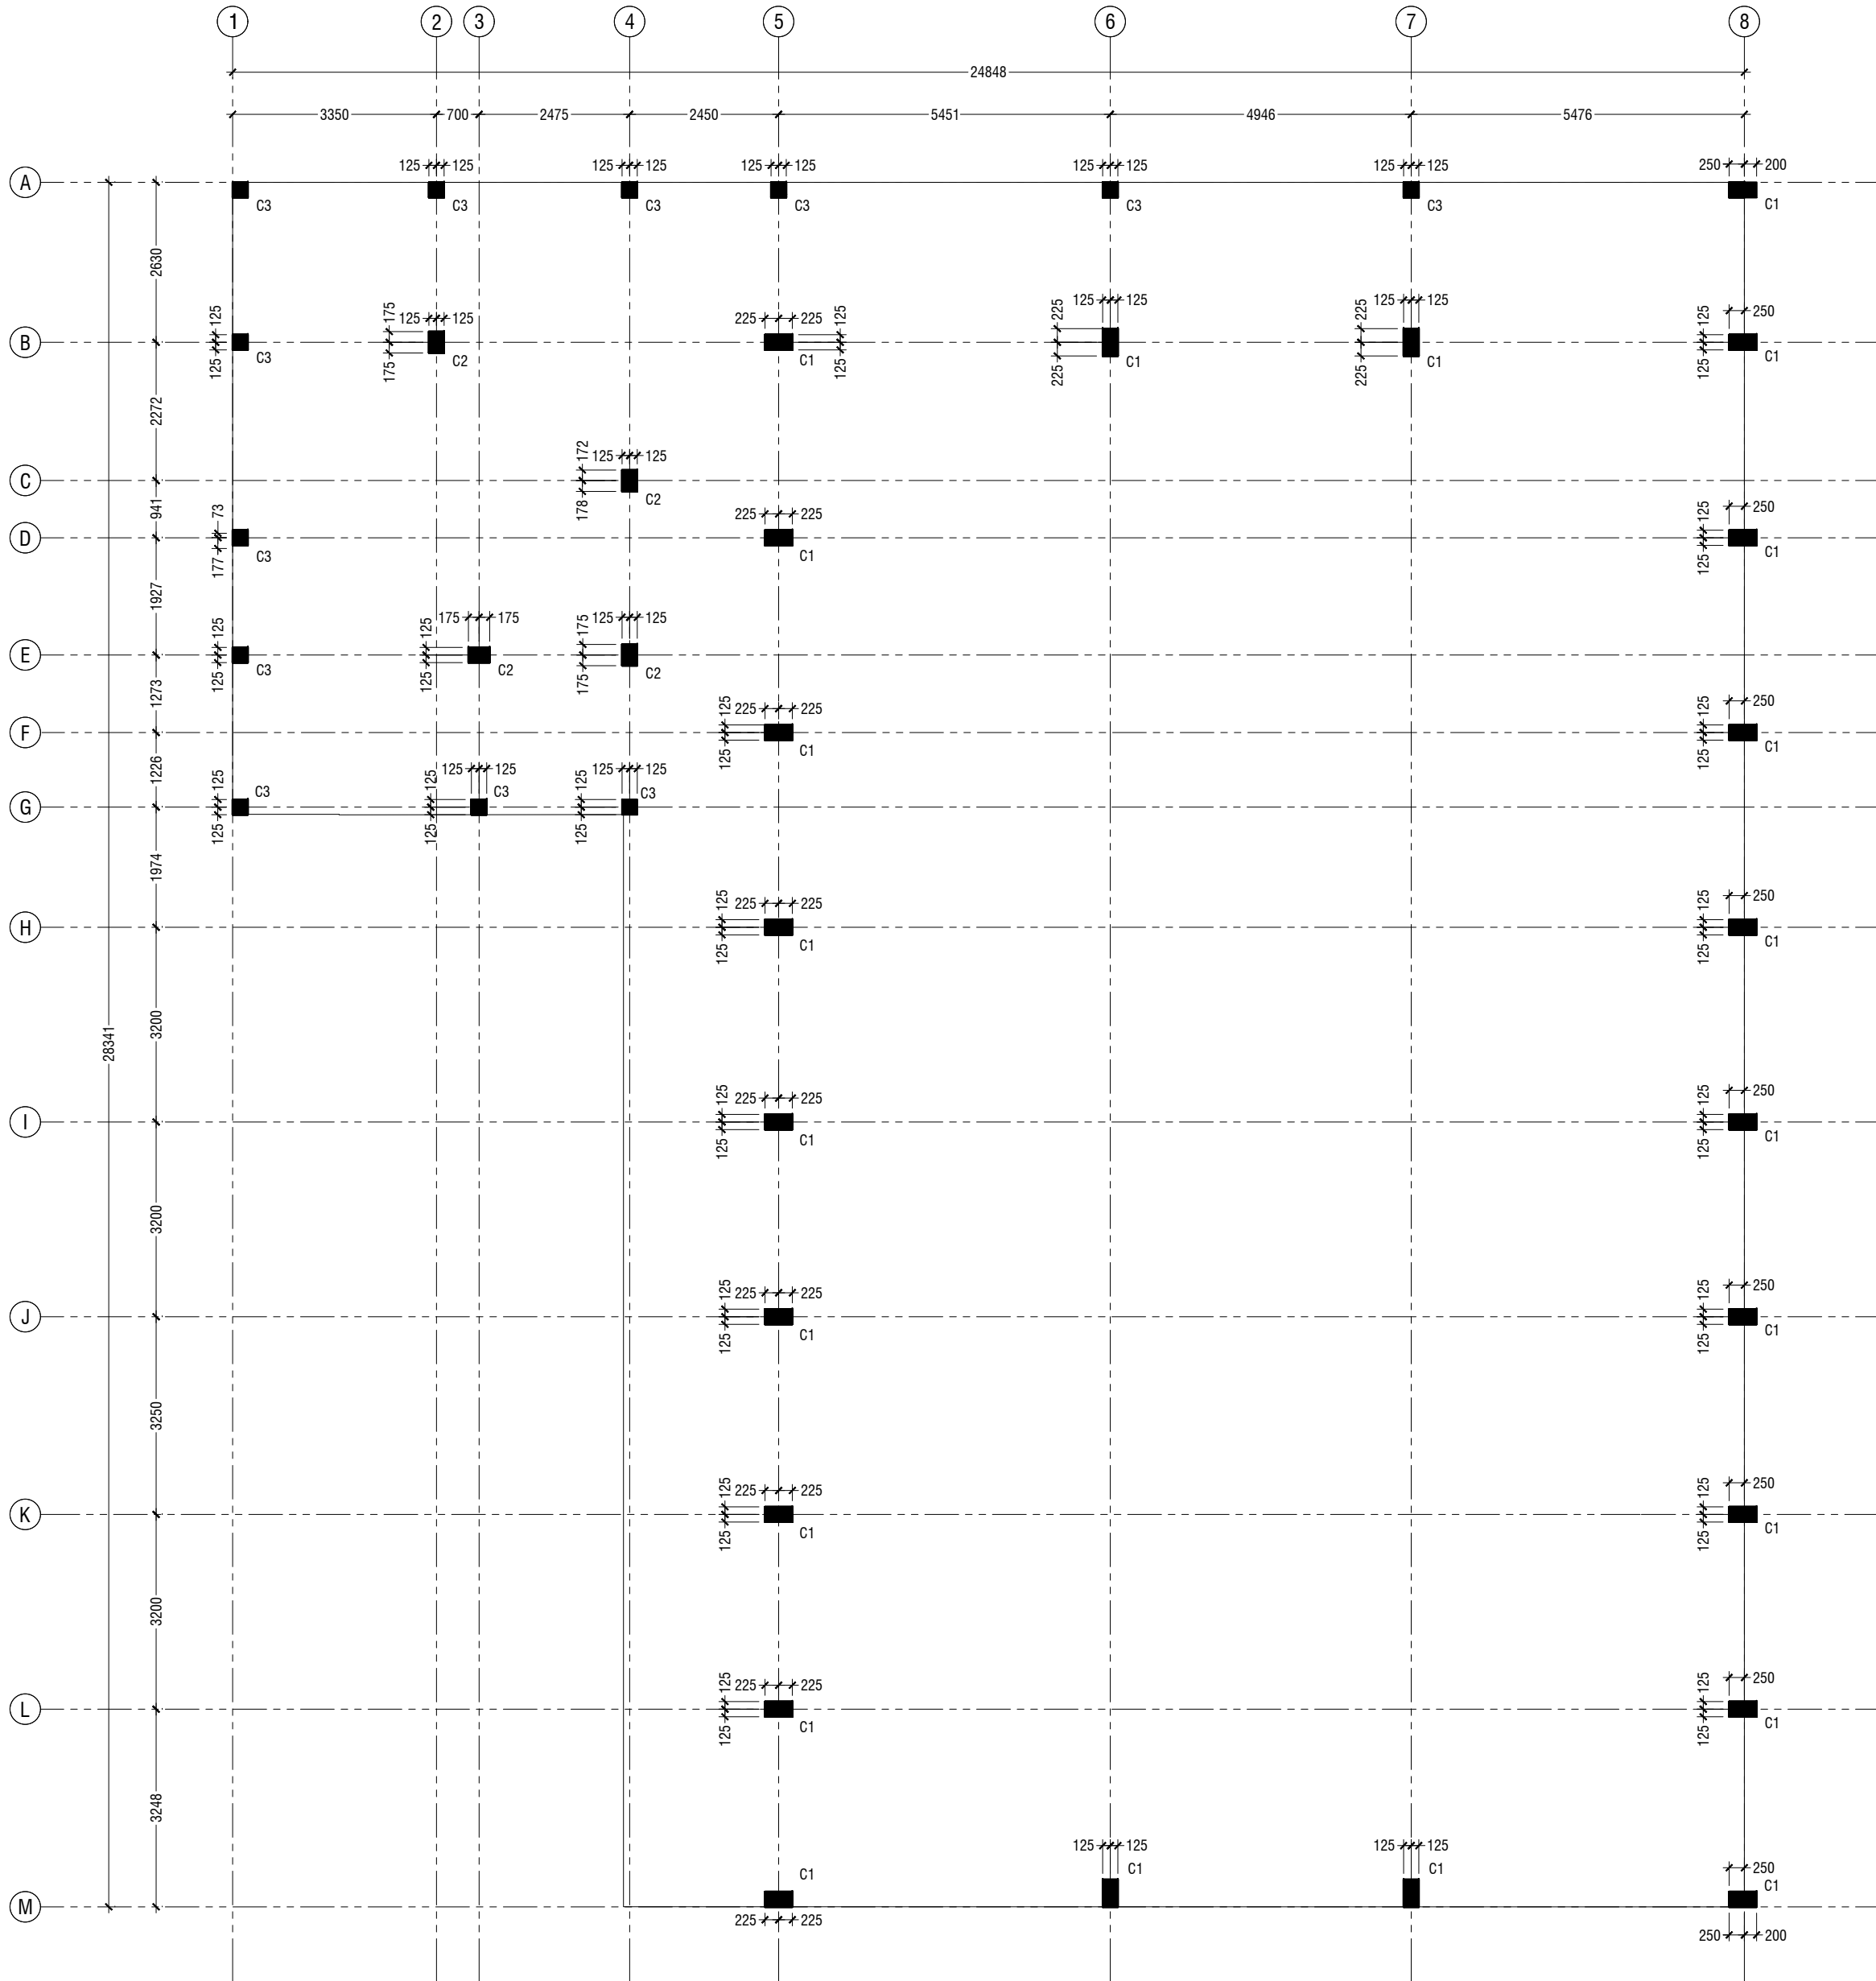 1 2 3 4 5 6 7 8
24848
3350 700 2475 2450 5451 4946 5476
125 125 125 125 125 125 125 125 125 125 250 200
A
C3 C3 C3 C3 C3 C3 C1
2630
125 175 125 125 225 225 125 225 125 125 225 125 125 125 250
B
C3 C2 C1 C1 C1 C1
125 175 125 225 225 125
2272
172 125 125
C
C2
178
941
73 225 225 125 250
D
C3 C1 C1
177 125
1927
125 125 175 175 175 125 125
E
C3 C2 C2
125 125 175
1273
125 225 225 125 250
F
C1 C1
125 125
1226
125 125 125 125 125 125 125
G
C3 C3 C3
125 125 125
1974
125 225 225 125 250
H
C1 C1
125 125
3200
28341
125 225 225 125 250
I
C1 C1
125 125
3200
125 225 225 125 250
J
C1 C1
125 125
3250
125 225 225 125 250
K
C1 C1
125 125
3200
125 225 225 125 250
L
C1 C1
125 125
3248
125 125 125 125
C1 C1 C1 250
C1
M
225 225
250 200